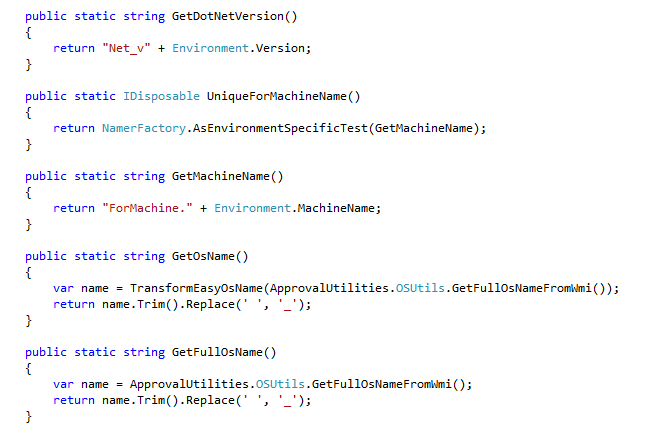 public static string GetDotNetVersion()
{
    return "Net_v" + Environment.Version;
}

public static IDisposable UniqueForMachineName()
{
    return NamerFactory.AsEnvironmentSpecificTest(GetMachineName);
}

public static string GetMachineName()
{
    return "ForMachine." + Environment.MachineName;
}

public static string GetOsName()
{
    var name = TransformEasyOsName(ApprovalUtilities.OSUtils.GetFullOsNameFromWmi());
    return name.Trim().Replace(' ', '_');
}

public static string GetFullOsName()
{
    var name = ApprovalUtilities.OSUtils.GetFullOsNameFromWmi();
    return name.Trim().Replace(' ', '_');
}